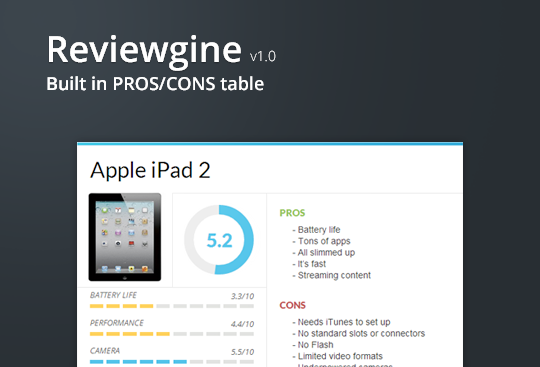 Reviewgine v1.0
Built in PROS/CONS table
Apple iPad 2
5.2
PROS
- Battery life
- Tons of apps
- All slimmed up
- It's fast
- Streaming content
BATTERY LIFE 3.3/10
PERFORMANCE 4.4/10
CAMERA 5.5/10
CONS
- Needs iTunes to set up
- No standard slots or connectors
- No Flash
- Limited video formats
- Underpowered cameras